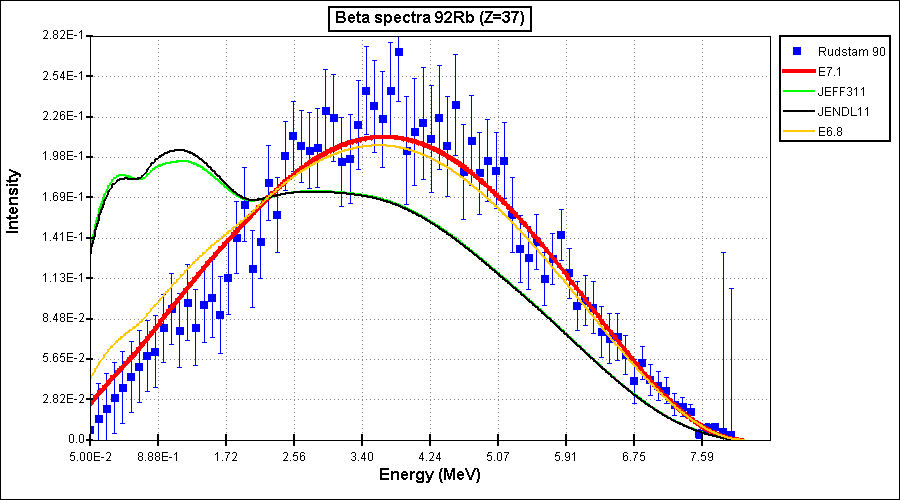 Beta spectra 92Rb (Z=37)
Rudstam 90
E7.1
JEFF311
JENDL11
E6.8
Intensity
2.82E-1
2.54E-1
2.26E-1
1.98E-1
1.69E-1
1.41E-1
1.13E-1
8.48E-2
5.65E-2
2.82E-2
0.0
5.00E-2 8.88E-1 1.72 2.56 3.40 4.24 5.07 5.91 6.75 7.59
Energy (MeV)